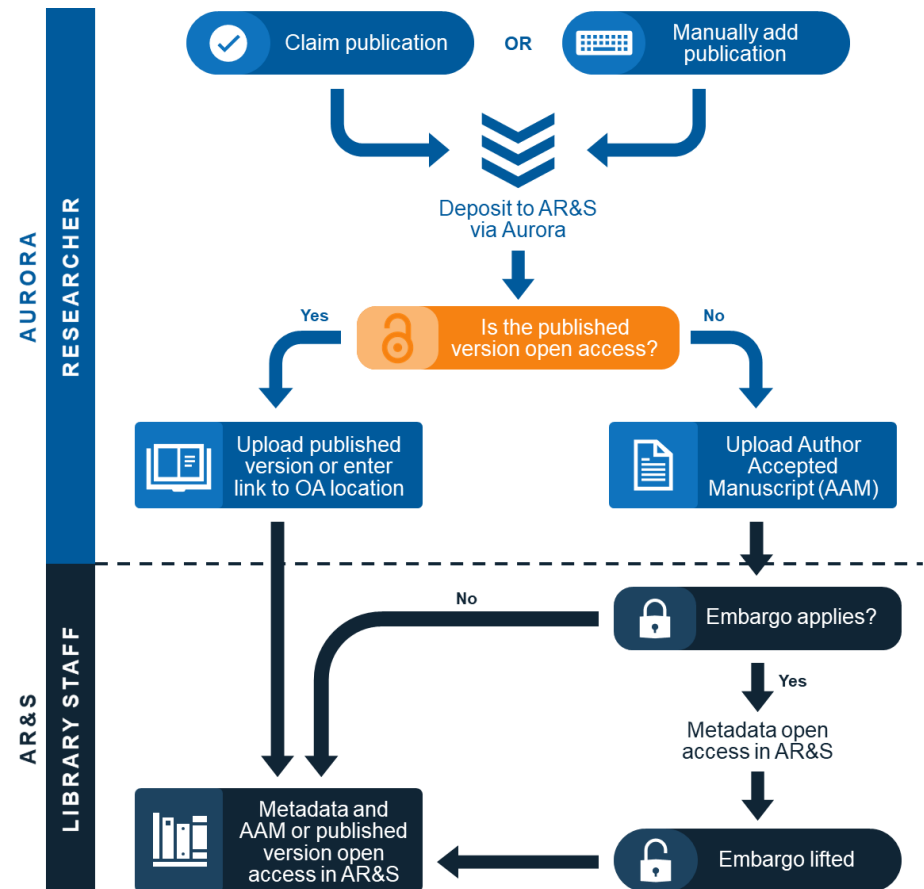 Claim publication
OR
Manually add
publication
Deposit to AR&S
via Aurora
Is the published
version open access?
Yes
No
Upload published
version or enter
link to OA location
Upload Author
Accepted
Manuscript (AAM)
AURORA
RESEARCHER
Embargo applies?
No
Yes
Metadata open
access in AR&S
Embargo lifted
Metadata and
AAM or published
version open
access in AR&S
AR&S
LIBRARY STAFF